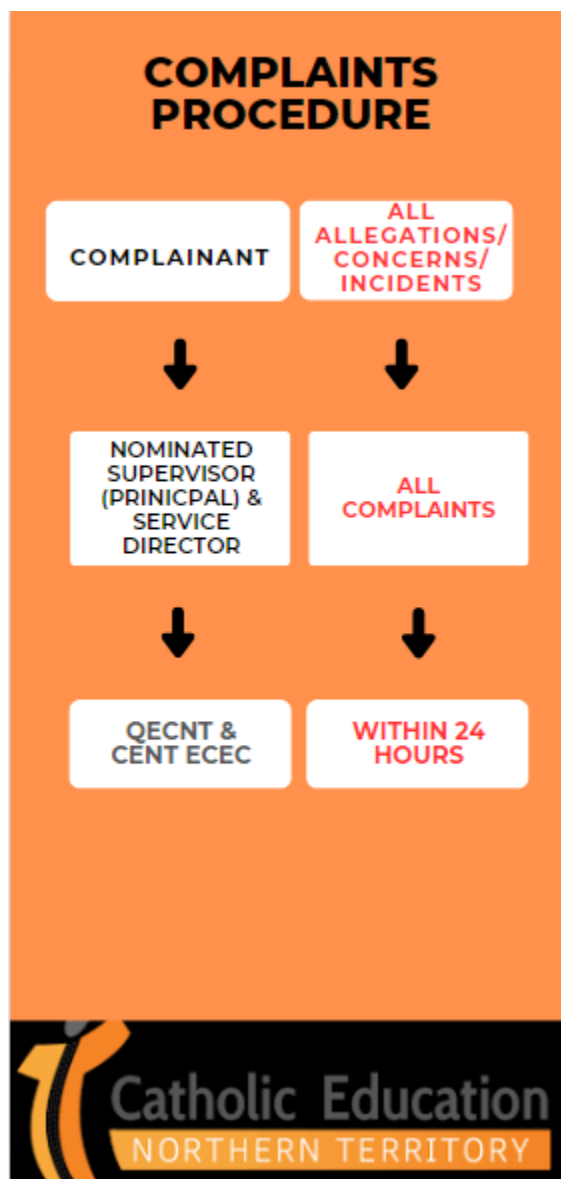 COMPLAINTS
PROCEDURE
COMPLAINANT
ALL
ALLEGATIONS/
CONCERNS/
INCIDENTS
NOMINATED
SUPERVISOR
(PRINICPAL) &
SERVICE
DIRECTOR
ALL
COMPLAINTS
QECNT &
CENT ECEC
WITHIN 24
HOURS
Catholic Education
NORTHERN TERRITORY